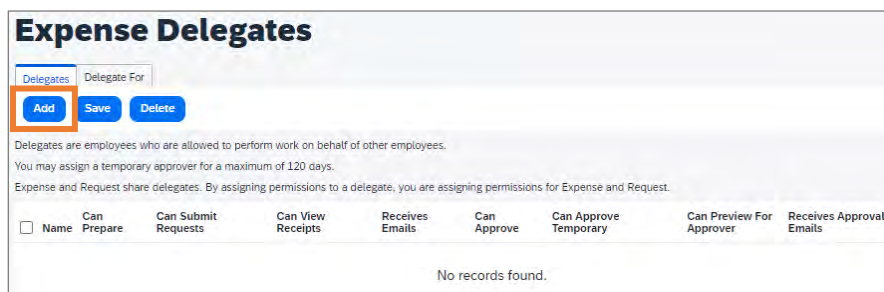 Expense Delegates
Delegates Delegate For
Add Save Delete
Delegates are employees who are allowed to perform work on behalf of other employees.
You may assign a temporary approver for a maximum of 120 days.
Expense and Request share delegates. By assigning permissions to a delegate, you are assigning permissions for Expense and Request.
Name Can Prepare Can Submit Requests Can View Receipts Receives Emails Can Approve Can Approve Temporary Can Preview For Approver Receives Approval Emails
No records found.